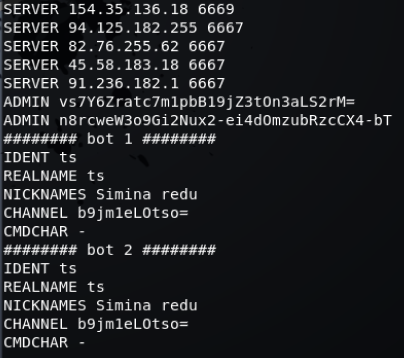 SERVER 154.35.136.18 6669
SERVER 94.125.182.255 6667
SERVER 82.76.255.62 6667
SERVER 45.58.183.18 6667
SERVER 91.236.182.1 6667
ADMIN vs7Y6Zratc7m1pbB19jZ3tOn3aLS2rM=
ADMIN n8rcweW3o9Gi2Nux2-ei4dOmzubRzcCX4-bT
######## bot 1 ########
IDENT ts
REALNAME ts
NICKNAMES Simina redu
CHANNEL b9jm1eLOtso=
CMDCHAR -
######## bot 2 ########
IDENT ts
REALNAME ts
NICKNAMES Simina redu
CHANNEL b9jm1eLOtso=
CMDCHAR -